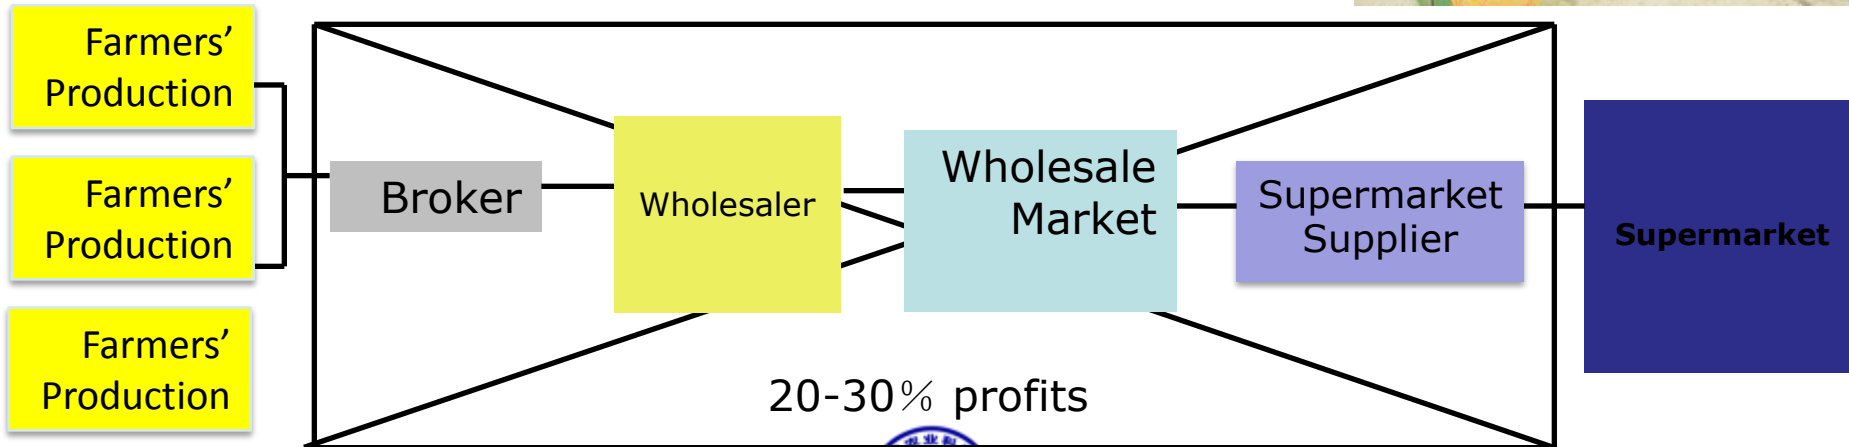 Farmers’
Production
Farmers’
Production
Farmers’
Production
Broker
Wholesaler
Wholesale
Market
Supermarket
Supplier
Supermarket
20-30％ profits